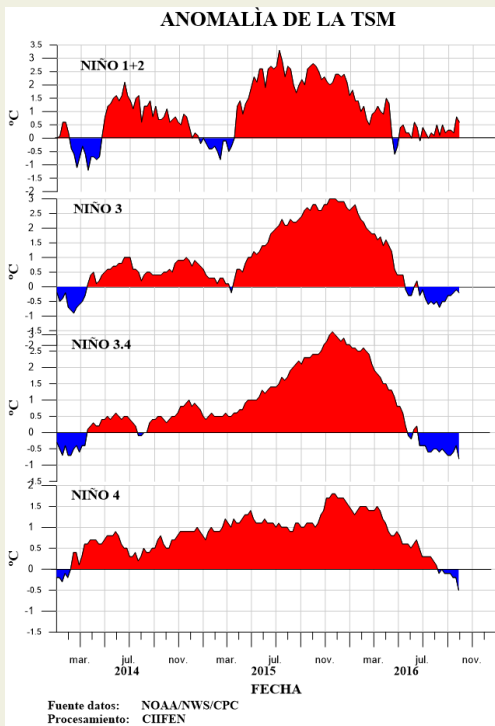 ANOMALÌA DE LA TSM
NIÑO 1+2
ºC
3.5
3
2.5
2
1.5
1
0.5
0
-0.5
-1
-1.5
-2
NIÑO 3
ºC
3
2.5
2
1.5
1
0.5
0
-0.5
-1
-1.5
-2
NIÑO 3.4
ºC
3
2.5
2
1.5
1
0.5
0
-0.5
-1
-1.5
NIÑO 4
ºC
2
1.5
1
0.5
0
-0.5
-1
-1.5
mar. jul. nov. mar. jul. nov. mar. jul. nov.
2014 2015 2016
FECHA
Fuente datos: NOAA/NWS/CPC
Procesamiento: CIIFEN